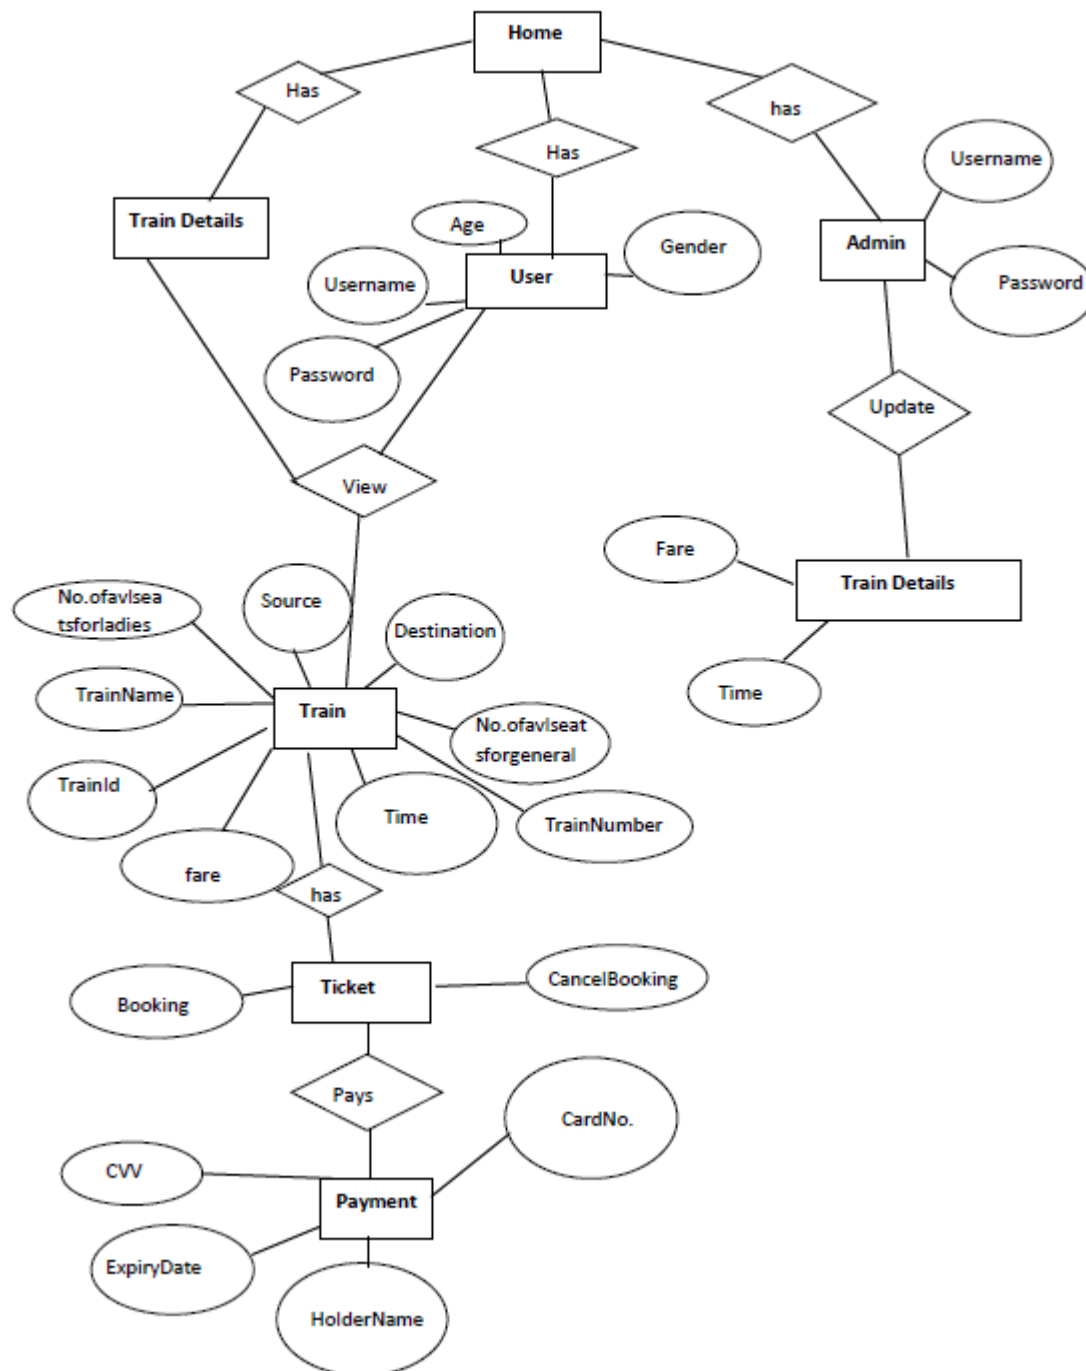 Home
Has
has
Has
Username
Train Details
Age
Gender
Admin
User
Username
Password
Password
Update
View
Fare
Train Details
No.ofavlsea
tsforladies
Source
Destination
Time
TrainName
Train
No.ofavlseat
sforgeneral
TrainId
Time
TrainNumber
fare
has
Ticket
CancelBooking
Booking
Pays
CardNo.
CVV
Payment
ExpiryDate
HolderName